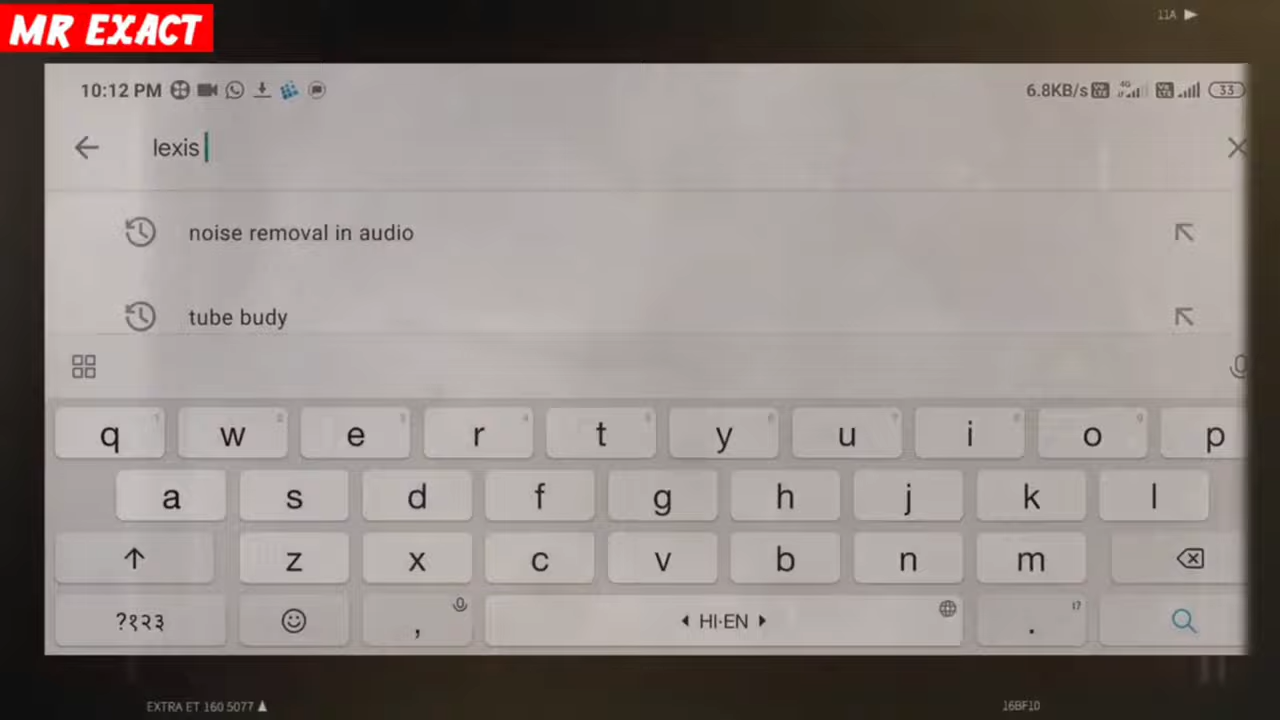 MR EXACT
11A
10:12 PM 6.8KB/s 4G 33
lexis
noise removal in audio
tube budy
q w e r t y u i o p
a s d f g h j k l
z x c v b n m
?१२३ , HI·EN .
EXTRA ET 160 5077 16BF10